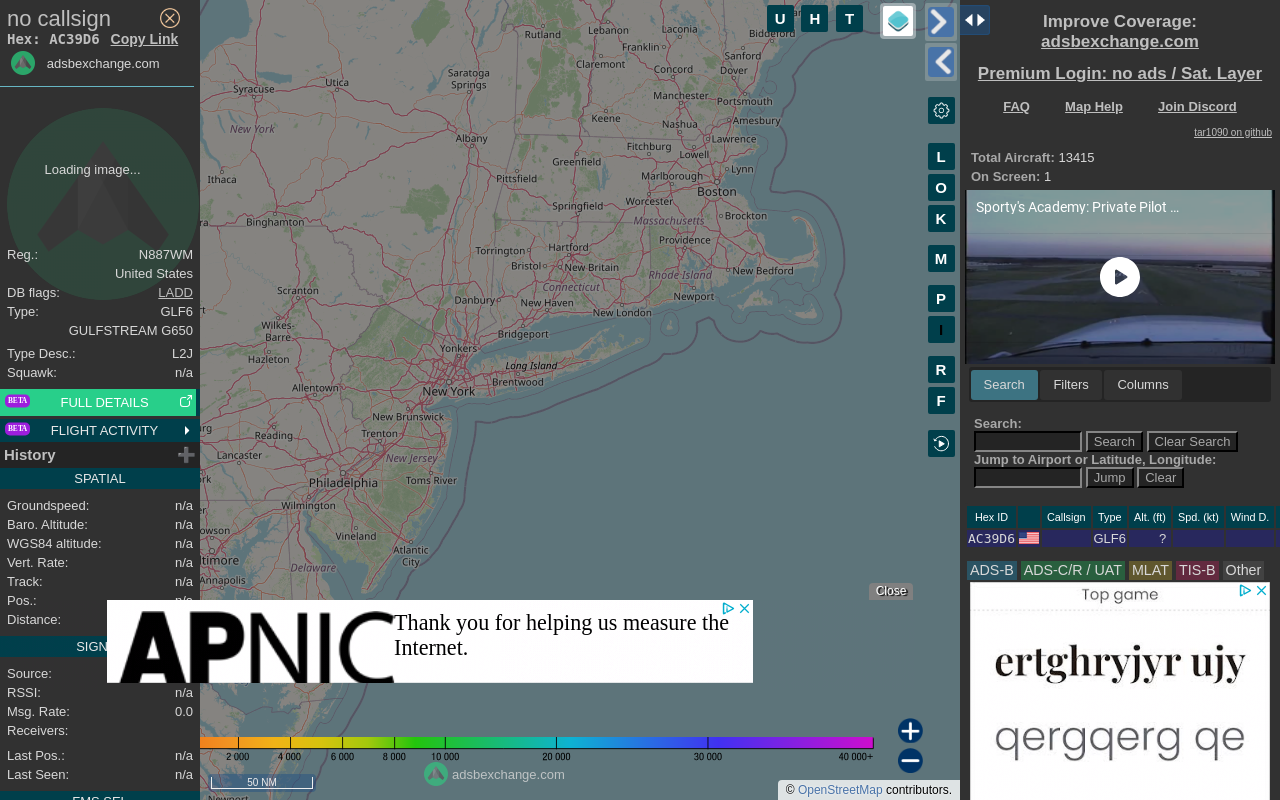 no callsign
Hex: AC39D6 Copy Link
adsbexchange.com
Loading image...
Reg.: N887WM
United States
DB flags: LADD
Type: GLF6
GULFSTREAM G650
Type Desc.: L2J
Squawk: n/a
BETA FULL DETAILS
BETA FLIGHT ACTIVITY
History
SPATIAL
Groundspeed: n/a
Baro. Altitude: n/a
WGS84 altitude: n/a
Vert. Rate: n/a
Track: n/a
Pos.: n/a
Distance:
SIGN
Source:
RSSI: n/a
Msg. Rate: 0.0
Receivers:
Last Pos.: n/a
Last Seen: n/a
FMS SEL
U H T
L
O
K
M
P
I
R
F
Rutland
Lebanon
Laconia
Biddeford
Franklin
Claremont
Sanford
Concord
Dover
Utica
Saratoga
Springs
Syracuse
Manchester
Portsmouth
Keene
Nashua
Amesbury
New York
Albany
Fitchburg
Lawrence
Greenfield
Lowell
Ithaca
Pittsfield
Marlborough
Lynn
Boston
Springfield
Worcester
Binghamton
Massachusetts
Brockton
Torrington
Hartford
Providence
Bristol
New Britain
Rhode Island
New Bedford
Connecticut
Scranton
Danbury
New Haven
Newport
New London
Wilkes-
Barre
Bridgeport
Hazleton
Yonkers
Long Island
Allentown
New York
Brentwood
New Brunswick
Reading
Trenton
Lancaster
New Jersey
Philadelphia
Toms River
Wilmington
Vineland
Atlantic
City
Annapolis
Delaware
Close
APNIC
Thank you for helping us measure the
Internet.
2 000 4 000 6 000 8 000 10 000 20 000 30 000 40 000+
adsbexchange.com
50 NM
Newport
© OpenStreetMap contributors.
Improve Coverage:
adsbexchange.com
Premium Login: no ads / Sat. Layer
FAQ Map Help Join Discord
tar1090 on github
Total Aircraft: 13415
On Screen: 1
Sporty's Academy: Private Pilot ...
Search Filters Columns
Search:
Search Clear Search
Jump to Airport or Latitude, Longitude:
Jump Clear
Hex ID Callsign Type Alt. (ft) Spd. (kt) Wind D.
AC39D6 GLF6 ?
ADS-B ADS-C/R / UAT MLAT TIS-B Other
Top game
ertghryjyr ujy
qergqerg qe